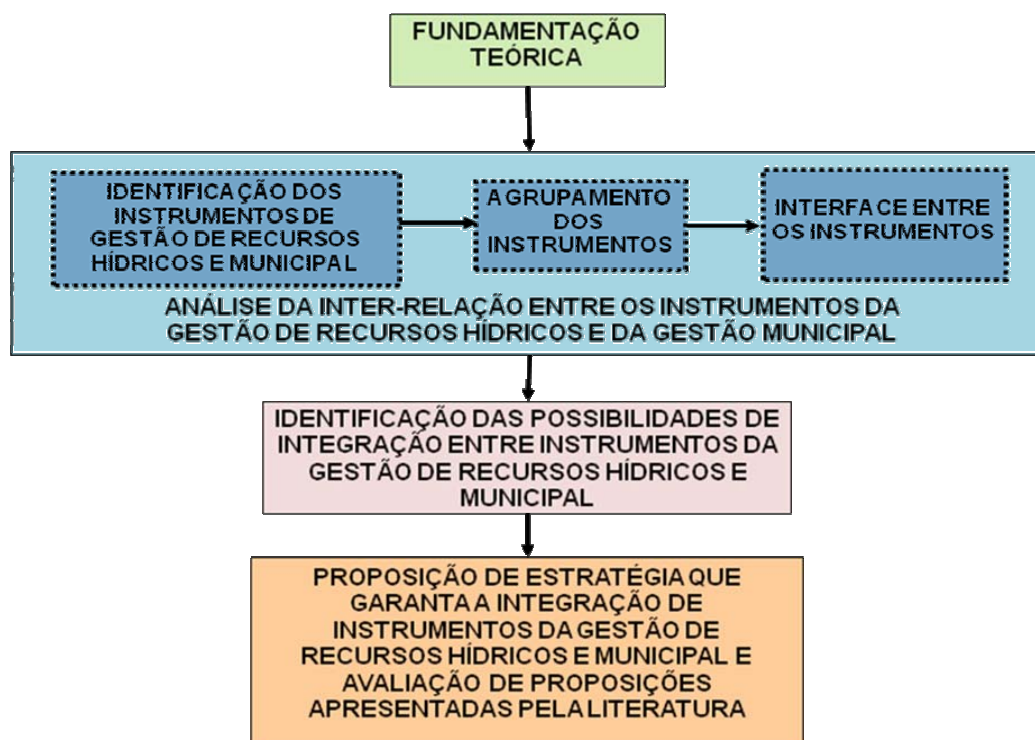 FUNDAMENTAÇÃO
TEÓRICA
IDENTIFICAÇÃO DOS
INSTRUMENTOS DE
GESTÃO DE RECURSOS
HÍDRICOS E MUNICIPAL
AGRUPAMENTO
DOS
INSTRUMENTOS
INTERFACE ENTRE
OS INSTRUMENTOS
ANÁLISE DA INTER-RELAÇÃO ENTRE OS INSTRUMENTOS DA
GESTÃO DE RECURSOS HÍDRICOS E DA GESTÃO MUNICIPAL
IDENTIFICAÇÃO DAS POSSIBILIDADES DE
INTEGRAÇÃO ENTRE INSTRUMENTOS DA
GESTÃO DE RECURSOS HÍDRICOS E
MUNICIPAL
PROPOSIÇÃO DE ESTRATÉGIA QUE
GARANTA A INTEGRAÇÃO DE
INSTRUMENTOS DA GESTÃO DE
RECURSOS HÍDRICOS E MUNICIPAL E
AVALIAÇÃO DE PROPOSIÇÕES
APRESENTADAS PELA LITERATURA